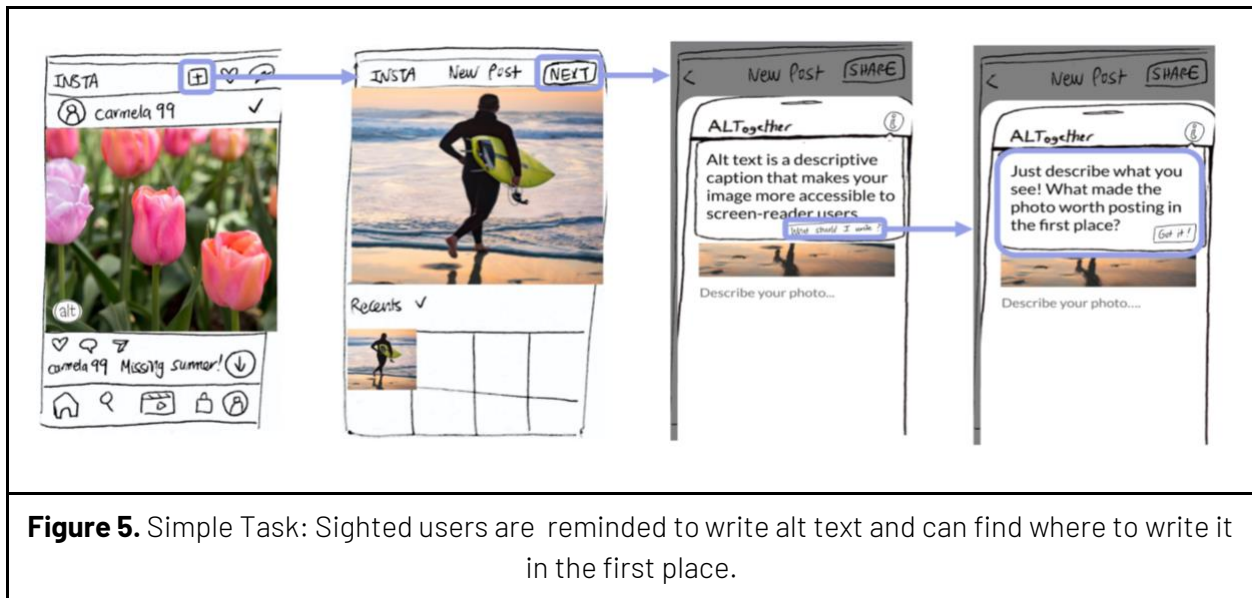 INSTA
carmela 99
alt
carmela 99 Missing summer!
INSTA New Post NEXT
Recents
New Post SHARE
ALTogether
Alt text is a descriptive
caption that makes your
image more accessible to
screen-reader users
What should I write?
Describe your photo...
New Post SHARE
ALTogether
Just describe what you
see! What made the
photo worth posting in
the first place?
Got it!
Describe your photo....
Figure 5. Simple Task: Sighted users are reminded to write alt text and can find where to write it
in the first place.